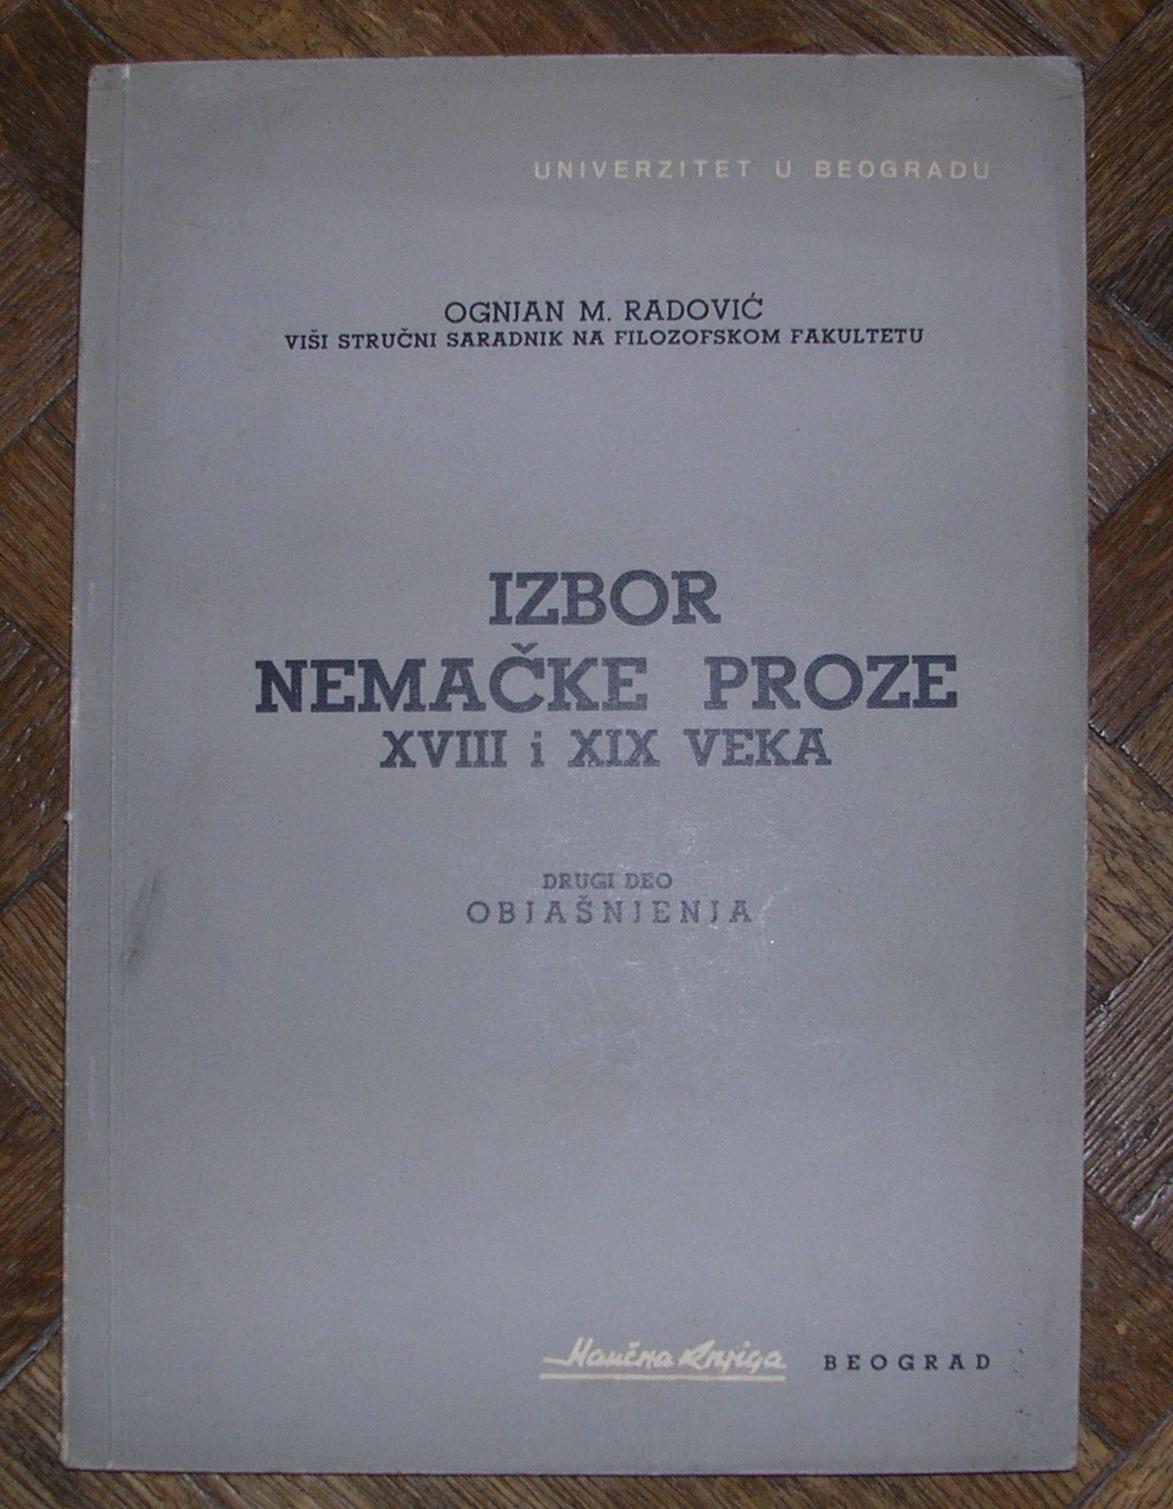 UNIVERZITET U BEOGRADU
OGNJAN M. RADOVIĆ
VIŠI STRUČNI SARADNIK NA FILOZOFSKOM FAKULTETU
IZBOR
NEMAČKE PROZE
XVIII i XIX VEKA
DRUGI DEO
OBJAŠNJENJA
Naučna Knjiga BEOGRAD